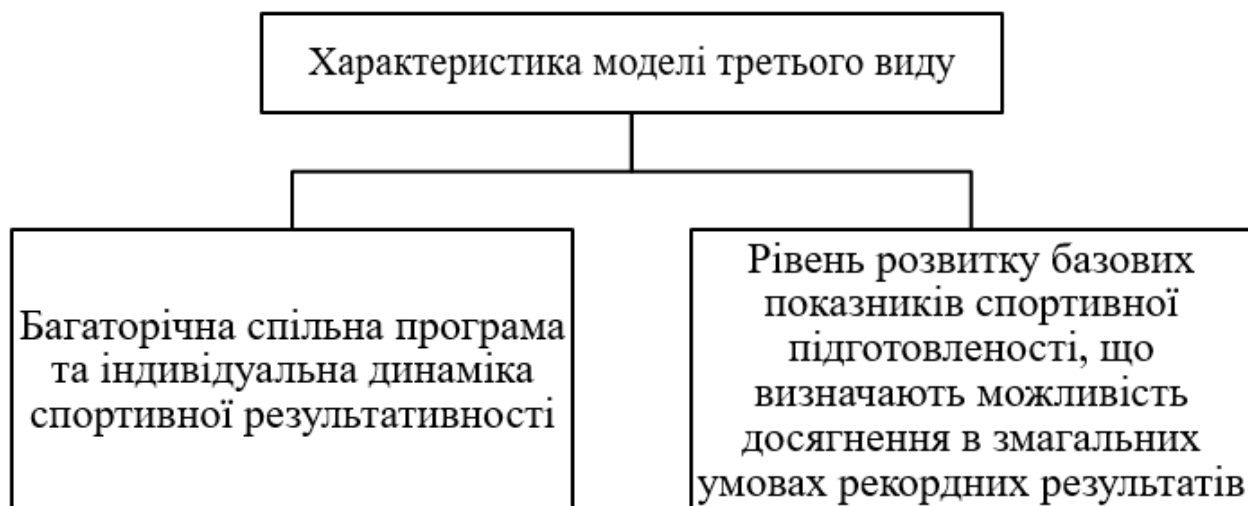 Характеристика моделі третього виду
Багаторічна спільна програма
та індивідуальна динаміка
спортивної результативності
Рівень розвитку базових
показників спортивної
підготовленості, що
визначають можливість
досягнення в змагальних
умовах рекордних результатів